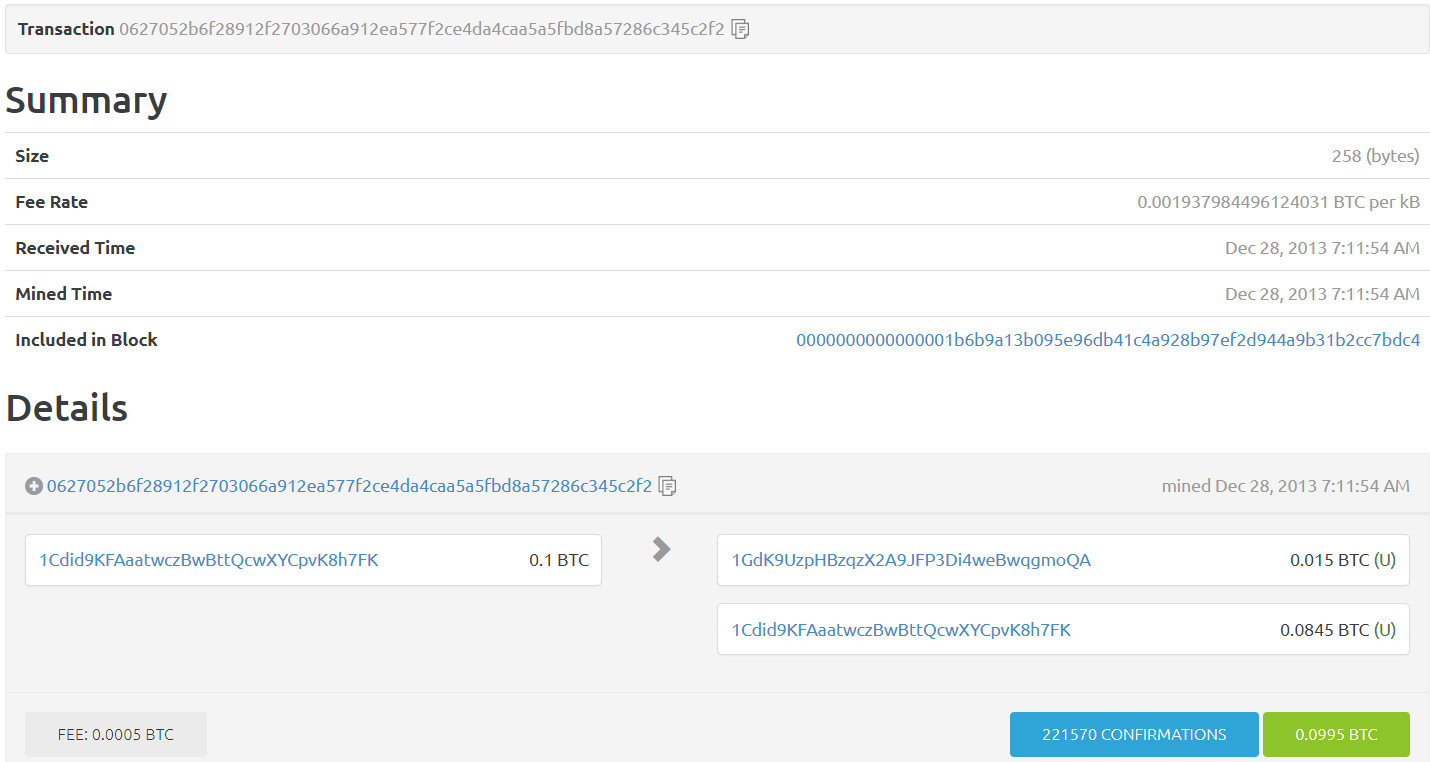 Transaction 0627052b6f28912f2703066a912ea577f2ce4da4caa5a5fbd8a57286c345c2f2
Summary
Size 258 (bytes)
Fee Rate 0.001937984496124031 BTC per kB
Received Time Dec 28, 2013 7:11:54 AM
Mined Time Dec 28, 2013 7:11:54 AM
Included in Block 0000000000000001b6b9a13b095e96db41c4a928b97ef2d944a9b31b2cc7bdc4
Details
0627052b6f28912f2703066a912ea577f2ce4da4caa5a5fbd8a57286c345c2f2 mined Dec 28, 2013 7:11:54 AM
1Cdid9KFAaatwczBwBttQcwXYCpvK8h7FK 0.1 BTC 1GdK9UzpHBzqzX2A9JFP3Di4weBwqgmoQA 0.015 BTC (U)
1Cdid9KFAaatwczBwBttQcwXYCpvK8h7FK 0.0845 BTC (U)
FEE: 0.0005 BTC 221570 CONFIRMATIONS 0.0995 BTC